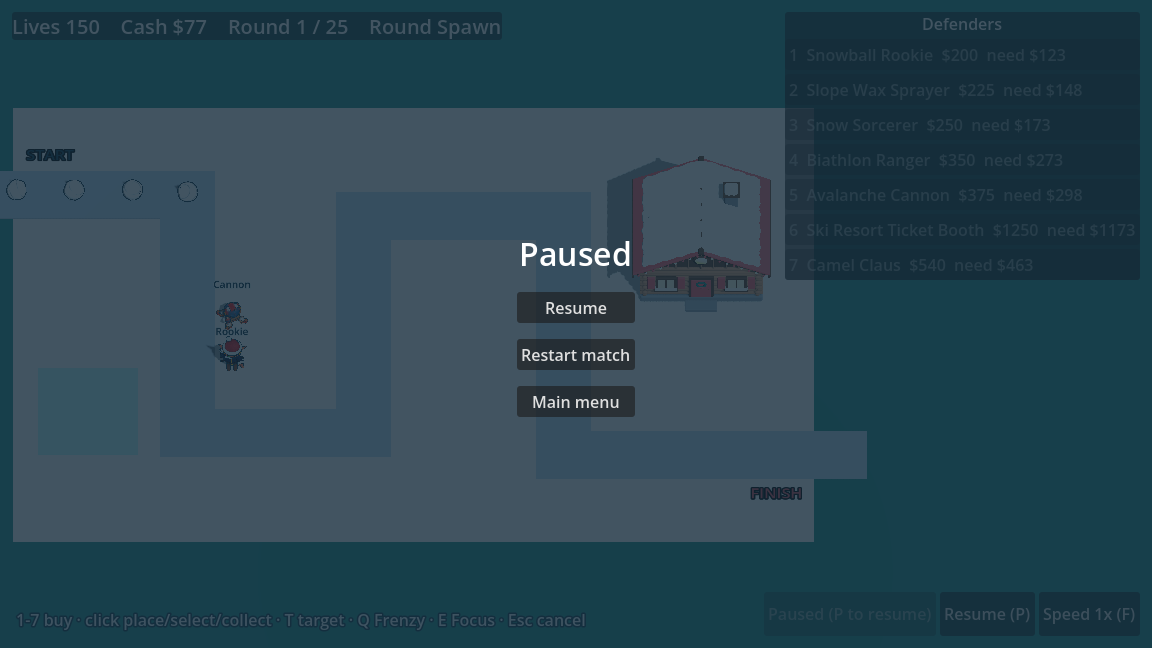 Lives 150 Cash $77 Round 1 / 25 Round Spawn
Defenders
1 Snowball Rookie $200 need $123
2 Slope Wax Sprayer $225 need $148
3 Snow Sorcerer $250 need $173
4 Biathlon Ranger $350 need $273
5 Avalanche Cannon $375 need $298
6 Ski Resort Ticket Booth $1250 need $1173
7 Camel Claus $540 need $463
START
Cannon
Rookie
Paused
Resume
Restart match
Main menu
FINISH
1-7 buy · click place/select/collect · T target · Q Frenzy · E Focus · Esc cancel
Paused (P to resume)
Resume (P)
Speed 1x (F)